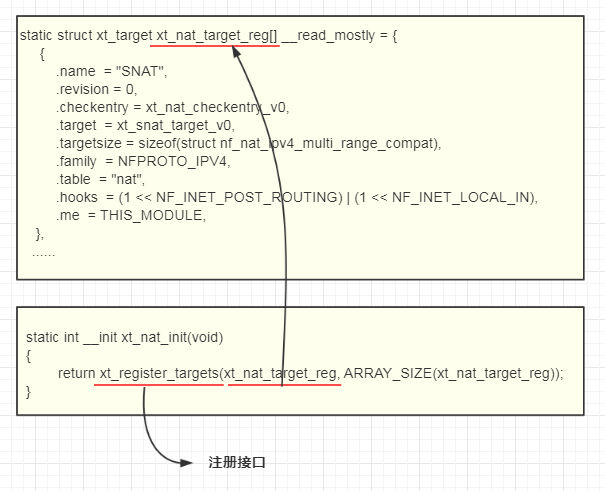 static struct xt_target xt_nat_target_reg[] __read_mostly = {
{
.name = "SNAT",
.revision = 0,
.checkentry = xt_nat_checkentry_v0,
.target = xt_snat_target_v0,
.targetsize = sizeof(struct nf_nat_ipv4_multi_range_compat),
.family = NFPROTO_IPV4,
.table = "nat",
.hooks = (1 << NF_INET_POST_ROUTING) | (1 << NF_INET_LOCAL_IN),
.me = THIS_MODULE,
},
......
static int __init xt_nat_init(void)
{
return xt_register_targets(xt_nat_target_reg, ARRAY_SIZE(xt_nat_target_reg));
}
注册接口